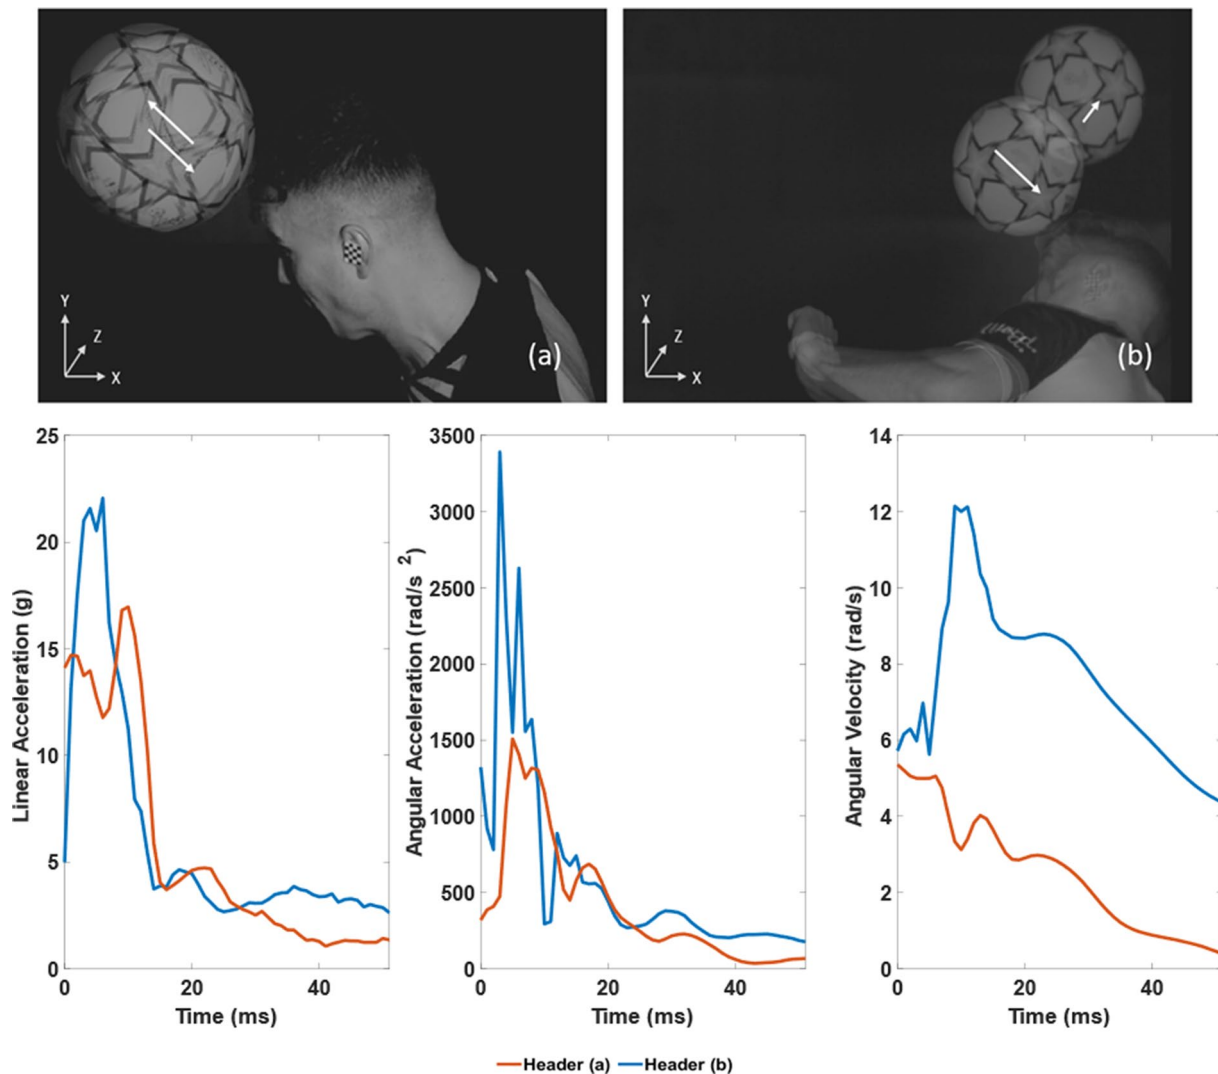 Y
Z
X
(a)
Y
Z
X
(b)
25
20
15
10
5
0
0 20 40
Linear Acceleration (g)
Time (ms)
3500
3000
2500
2000
1500
1000
500
0
0 20 40
Angular Acceleration (rad/s 2)
Time (ms)
14
12
10
8
6
4
2
0
0 20 40
Angular Velocity (rad/s)
Time (ms)
Header (a) Header (b)